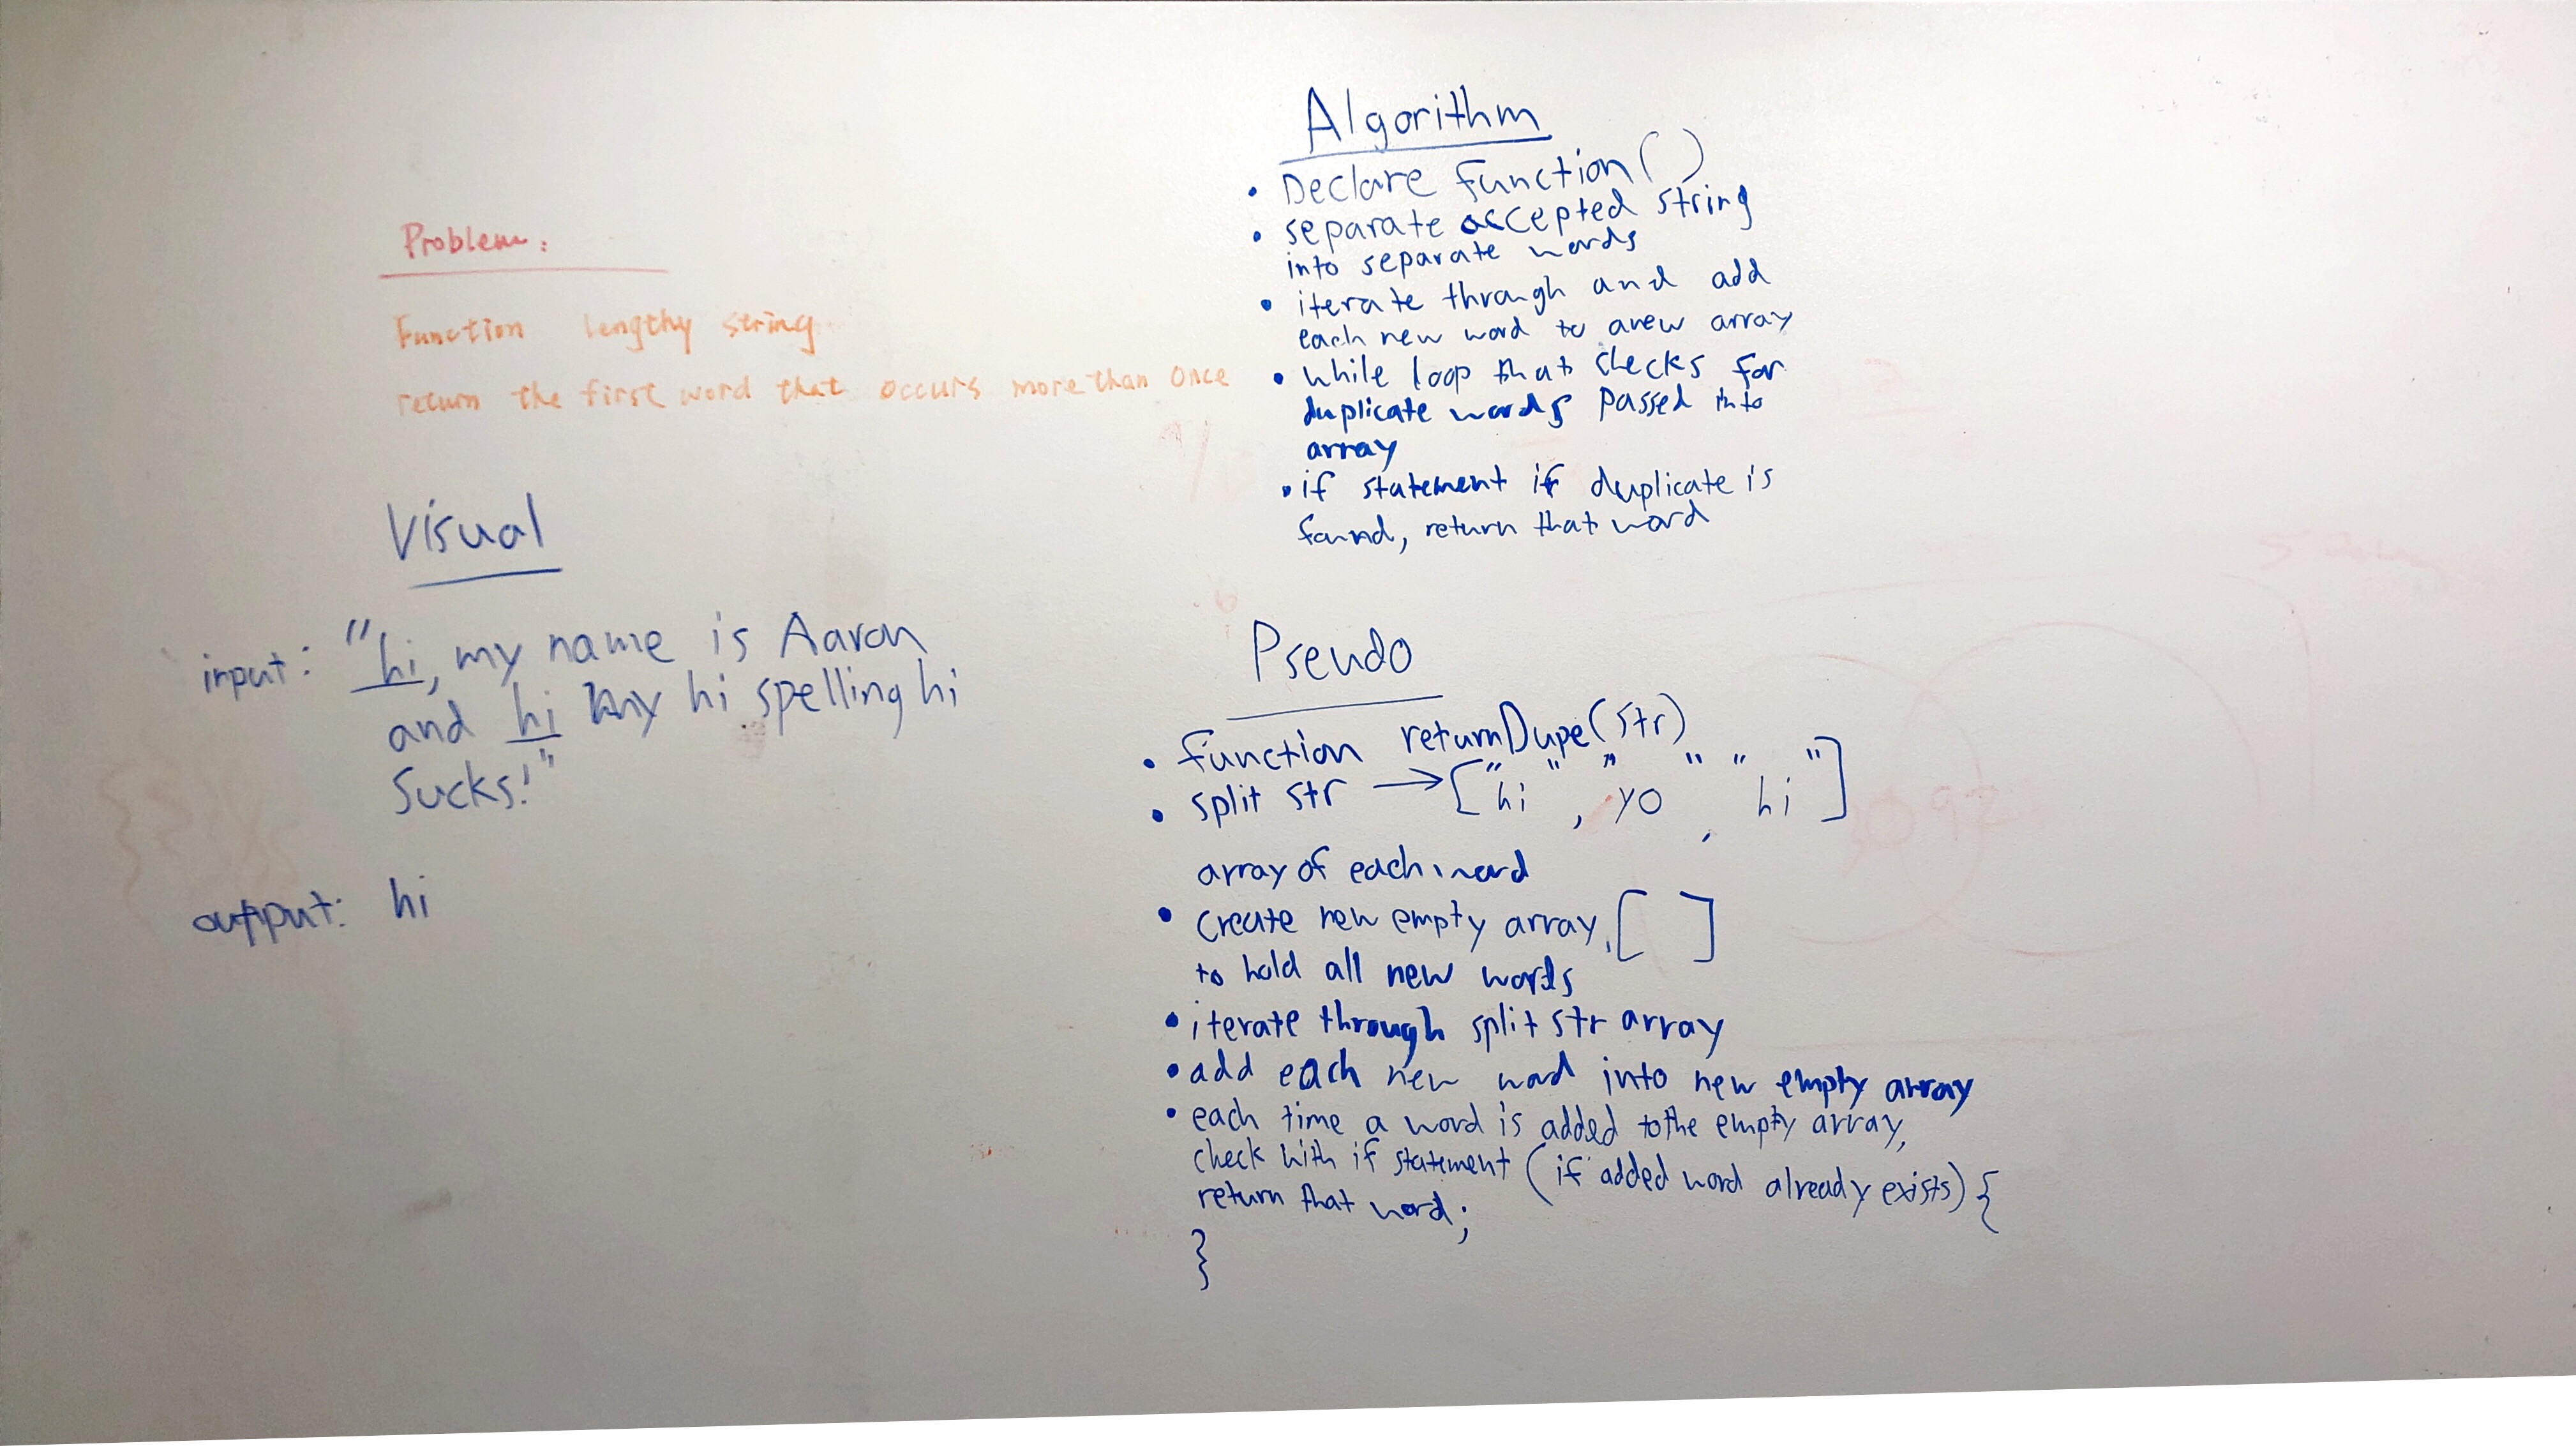 Problem:
Function lengthy string
return the first word that occurs more than once
Visual
input: "hi, my name is Aaron
and hi my hi spelling hi
Sucks!"
output: hi
Algorithm
• Declare function()
• separate accepted string
into separate words
• iterate through and add
each new word to a new array
• while loop that checks for
duplicate words passed into
array
• if statement if duplicate is
found, return that word
Pseudo
• function returnDupe(str)
• split str → ["hi", "yo", "hi"]
array of each word
• create new empty array, [ ]
to hold all new words
• iterate through split str array
• add each new word into new empty array
• each time a word is added to the empty array,
check with if statement (if added word already exists) {
return that word;
}